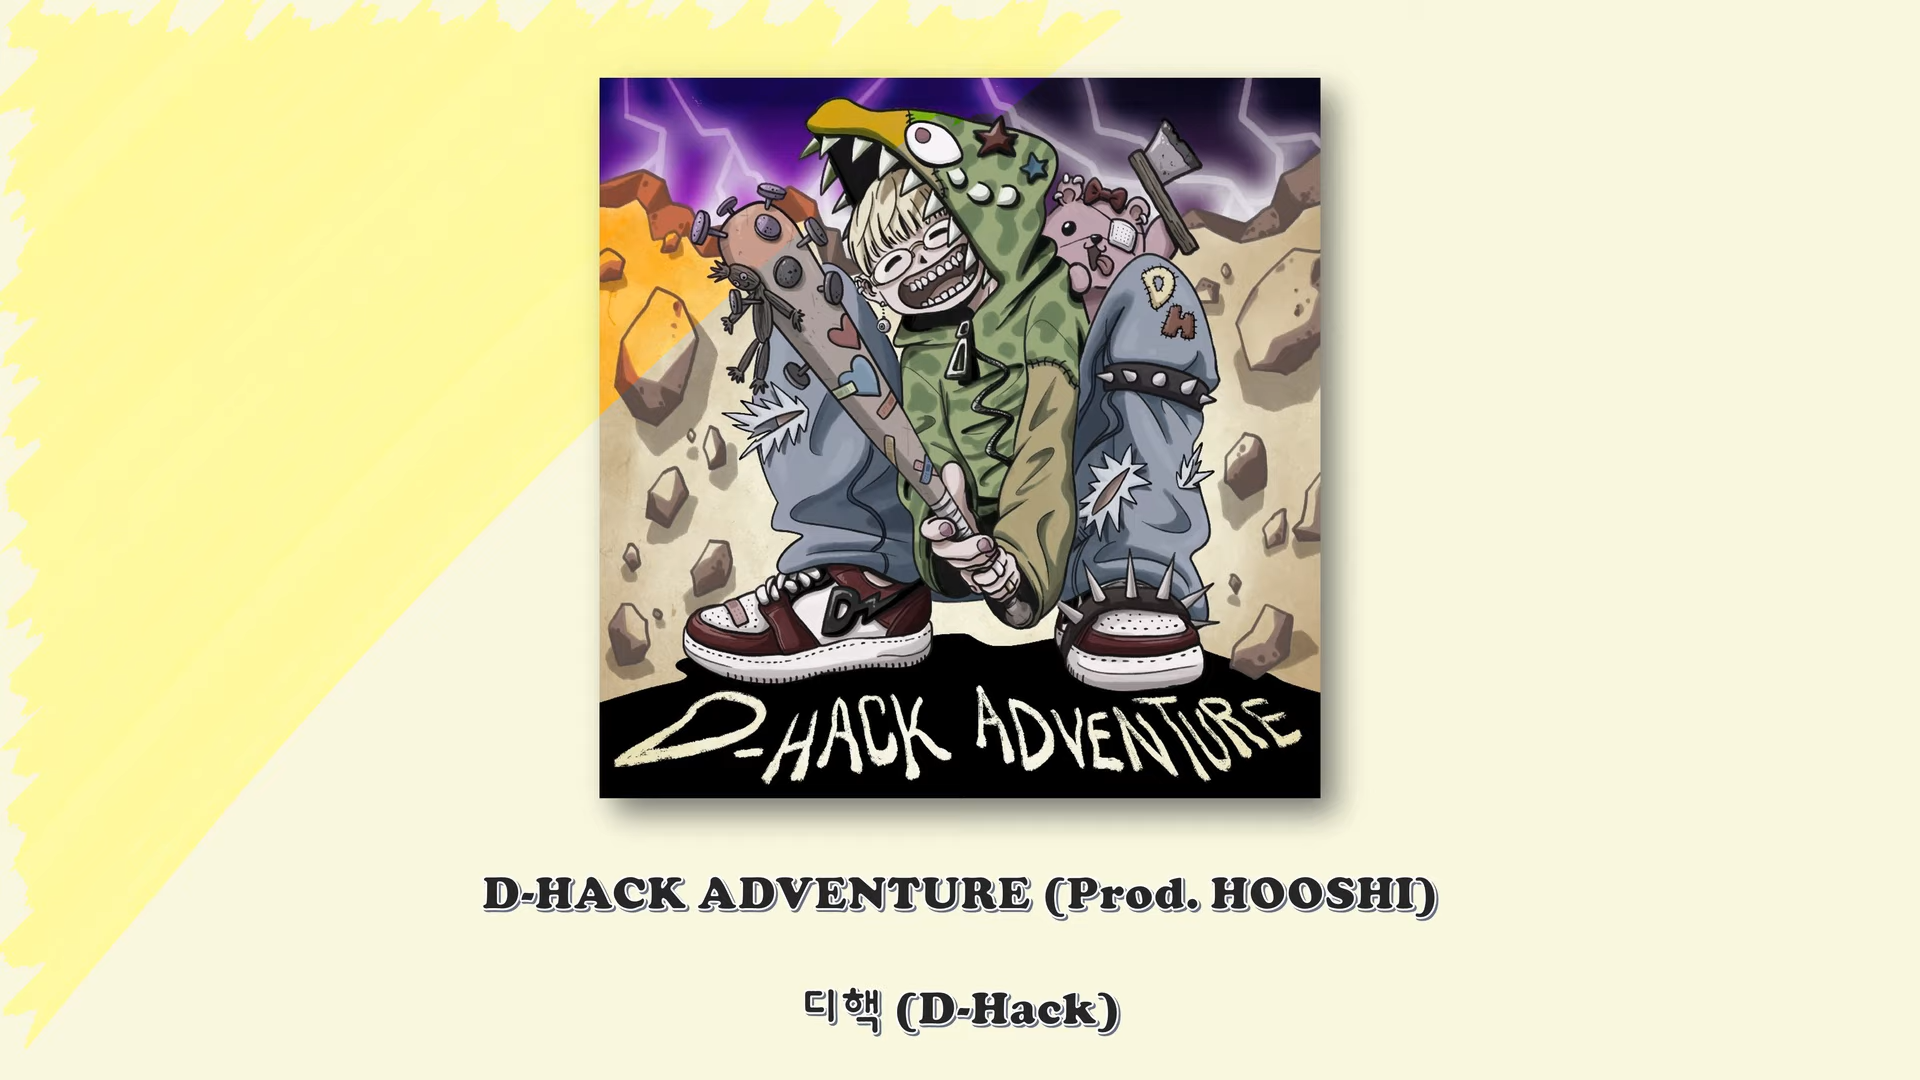 D
H
D
D-HACK ADVENTURE
D-HACK ADVENTURE (Prod. HOOSHI)
디핵 (D-Hack)